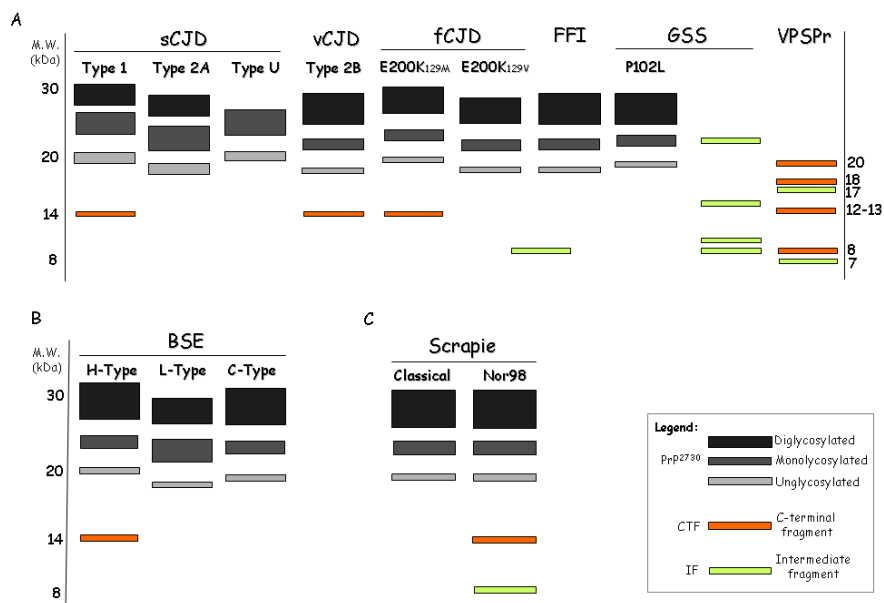 A
M.W.
(kDa)
sCJD
vCJD
fCJD
FFI
GSS
VPSPr
Type 1
Type 2A
Type U
Type 2B
E200K129M
E200K129V
P102L
30
20
14
8
20
18
17
12-13
8
7
B
M.W.
(kDa)
BSE
H-Type
L-Type
C-Type
30
20
14
8
C
Scrapie
Classical
Nor98
Legend:
Diglycosylated
PrP2730
Monolycosylated
Unglycosylated
CTF
C-terminal
fragment
IF
Intermediate
fragment